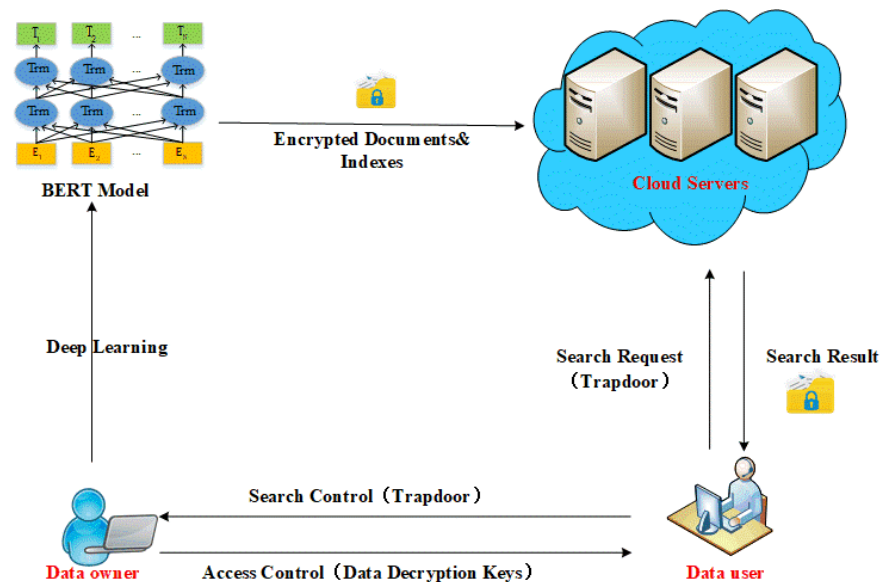 T1 T2 ... TN
Trm Trm ... Trm
Trm Trm ... Trm
E1 E2 ... EN
BERT Model
Encrypted Documents&
Indexes
Cloud Servers
Deep Learning
Search Request
（Trapdoor）
Search Result
Search Control（Trapdoor）
Data owner
Access Control（Data Decryption Keys）
Data user